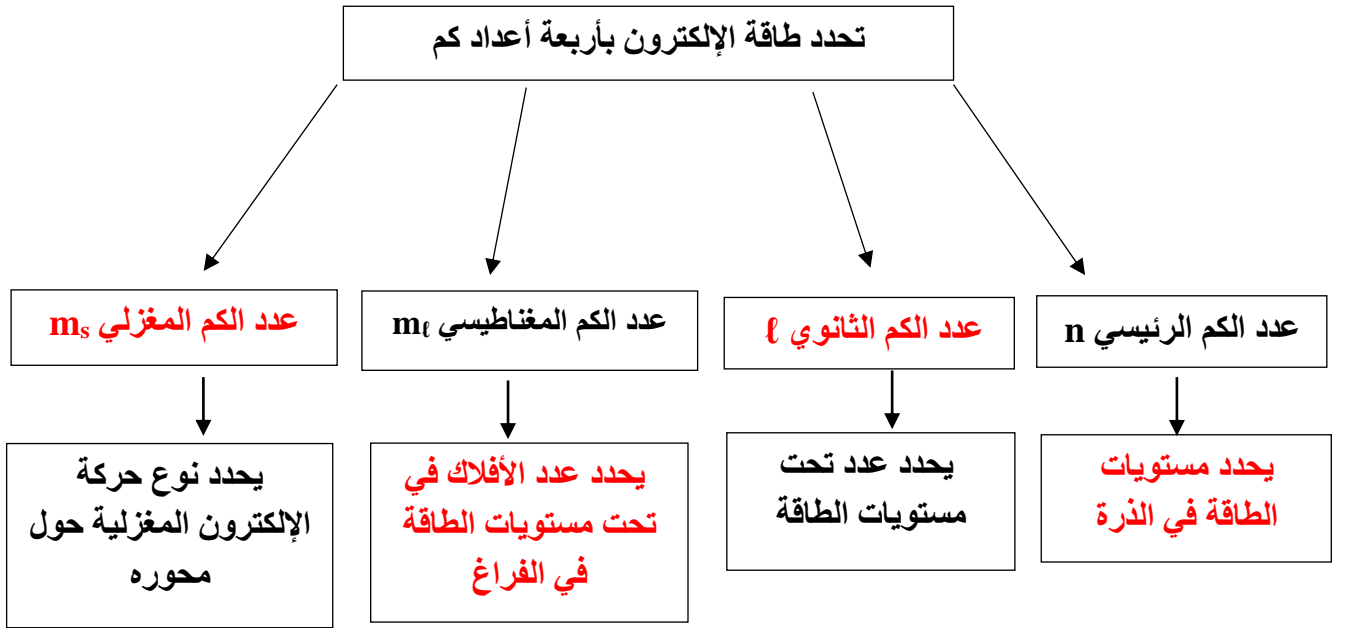 تحدد طاقة الإلكترون بأربعة أعداد كم
عدد الكم الرئيسي n
عدد الكم الثانوي ℓ
عدد الكم المغناطيسي mℓ
عدد الكم المغزلي ms
يحدد مستويات
الطاقة في الذرة
يحدد عدد تحت
مستويات الطاقة
يحدد عدد الأفلاك في
تحت مستويات الطاقة
في الفراغ
يحدد نوع حركة
الإلكترون المغزلية حول
محوره